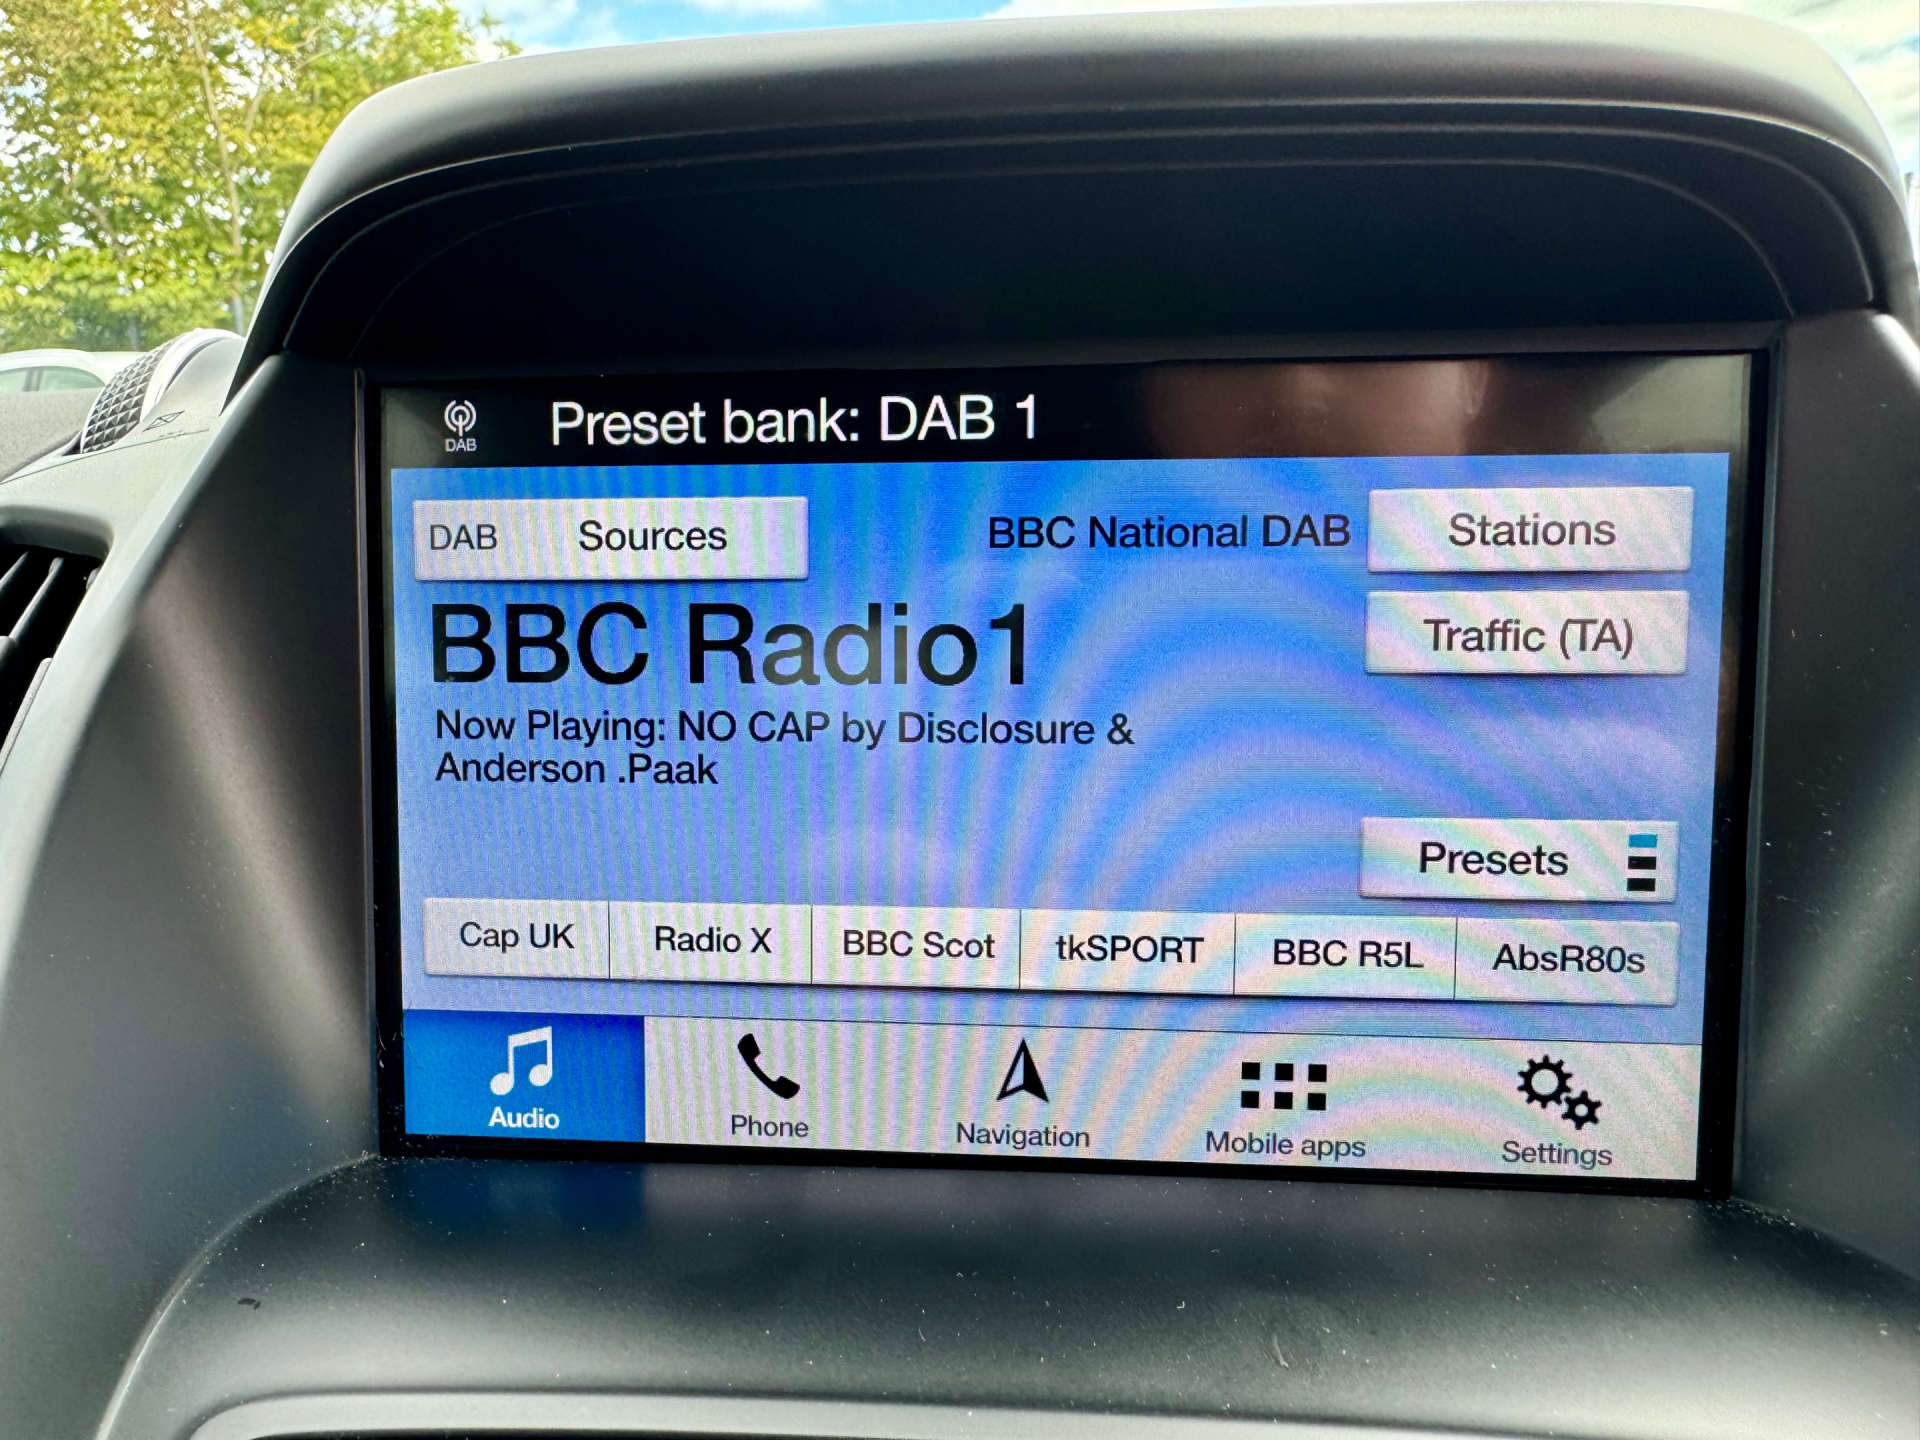 DAB
Preset bank: DAB 1
DAB Sources
BBC National DAB
Stations
BBC Radio1
Traffic (TA)
Now Playing: NO CAP by Disclosure &
Anderson .Paak
Presets
Cap UK
Radio X
BBC Scot
tkSPORT
BBC R5L
AbsR80s
Audio
Phone
Navigation
Mobile apps
Settings